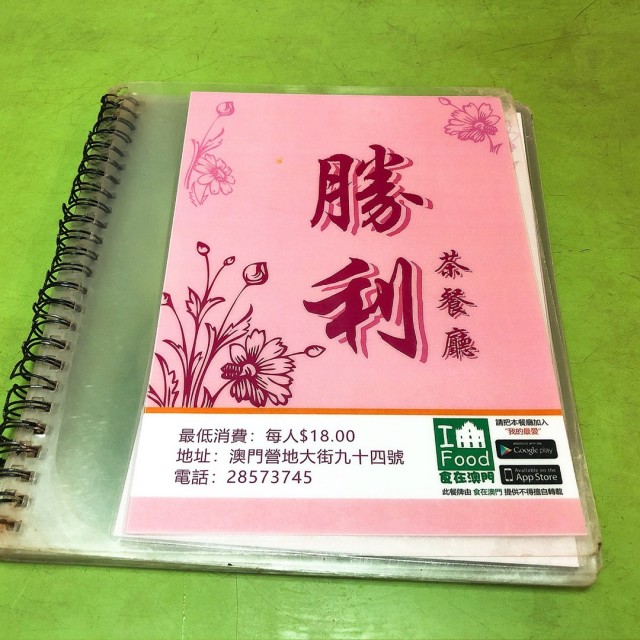 勝利
茶餐廳
最低消費：每人$18.00
地址：澳門營地大街九十四號
電話：28573745
I
Food
食在澳門
請把本餐廳加入
"我的最愛"
Google play
Available on the
App Store
此餐牌由 食在澳門 提供不得擅自轉載